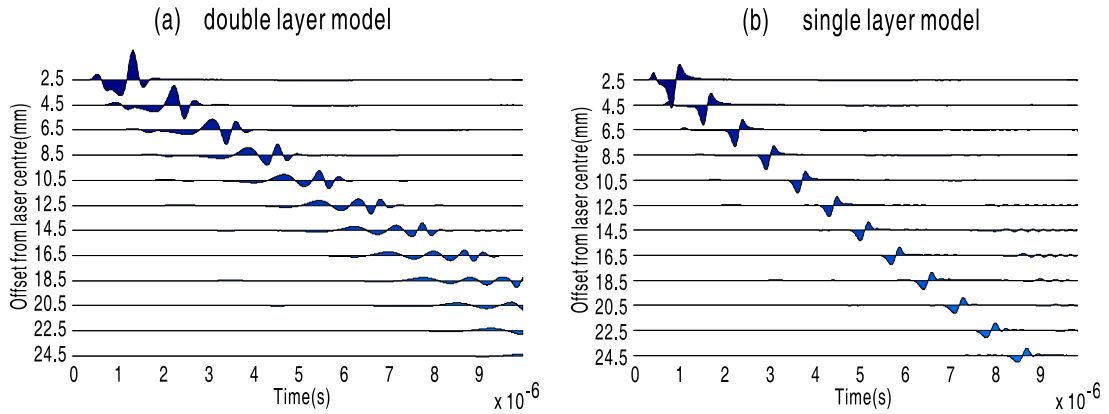 (a) double layer model
Offset from laser centre(mm)
2.5
4.5
6.5
8.5
10.5
12.5
14.5
16.5
18.5
20.5
22.5
24.5
0 1 2 3 4 5 6 7 8 9
Time(s)
x 10^-6
(b) single layer model
Offset from laser centre(mm)
2.5
4.5
6.5
8.5
10.5
12.5
14.5
16.5
18.5
20.5
22.5
24.5
0 1 2 3 4 5 6 7 8 9
Time(s)
x 10^-6